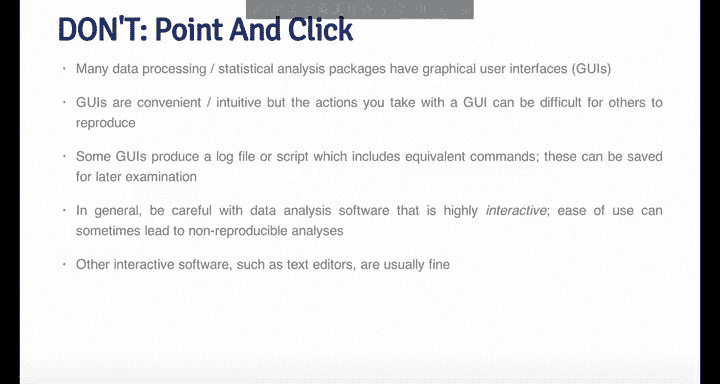 DON'T: Point And Click
· Many data processing / statistical analysis packages have graphical user interfaces (GUIs)
· GUIs are convenient / intuitive but the actions you take with a GUI can be difficult for others to
reproduce
· Some GUIs produce a log file or script which includes equivalent commands; these can be saved
for later examination
· In general, be careful with data analysis software that is highly interactive; ease of use can
sometimes lead to non-reproducible analyses
· Other interactive software, such as text editors, are usually fine